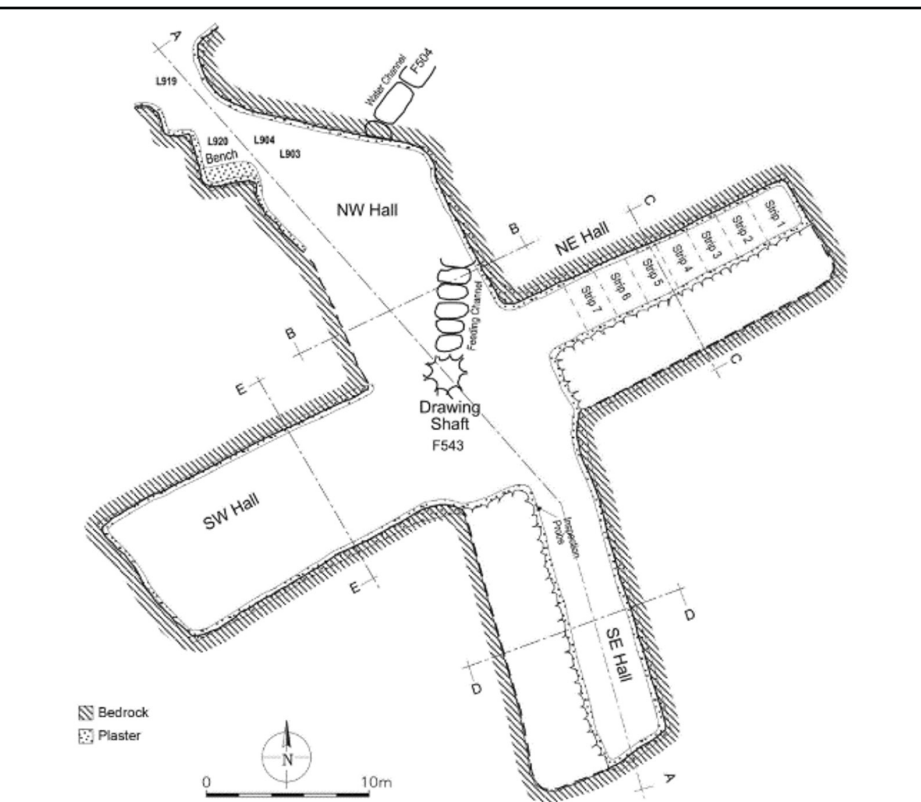 A
L919
L920
Bench
L904
L903
Water Channel
F504
NW Hall
B
B
NE Hall
C
C
Strip 1
Strip 2
Strip 3
Strip 4
Strip 5
Strip 6
Strip 7
Feeding Channel
Drawing
Shaft
F543
E
E
SW Hall
Inspection
Probe
D
D
SE Hall
A
Bedrock
Plaster
N
0 10m